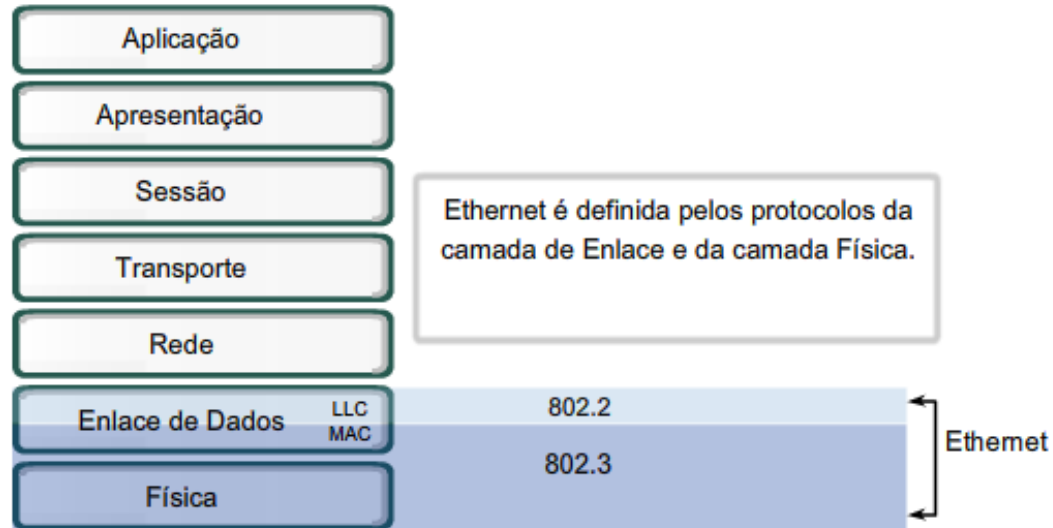 Aplicação
Apresentação
Sessão
Transporte
Rede
Enlace de Dados
LLC
MAC
Física
Ethernet é definida pelos protocolos da
camada de Enlace e da camada Física.
802.2
802.3
Ethernet